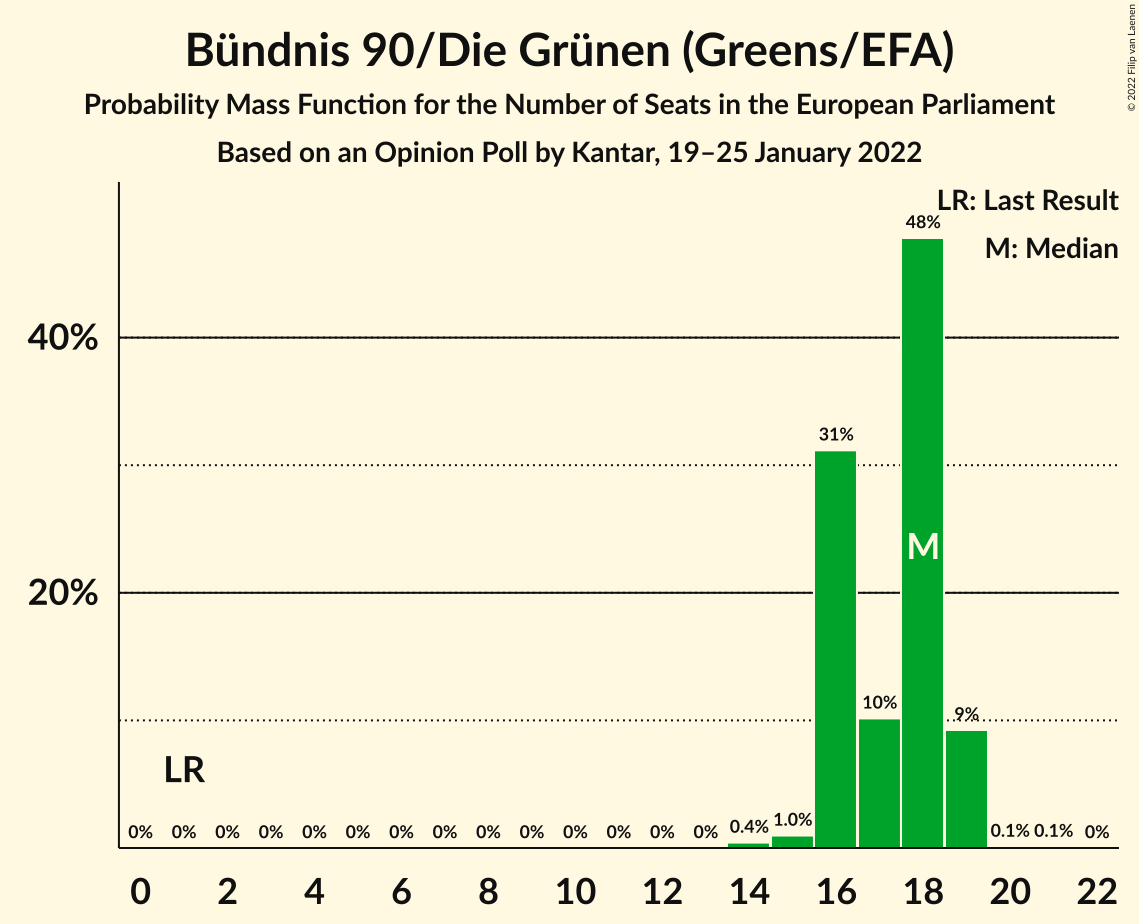 Bündnis 90/Die Grünen (Greens/EFA)
Probability Mass Function for the Number of Seats in the European Parliament
Based on an Opinion Poll by Kantar, 19–25 January 2022
© 2022 Filip van Laenen
LR: Last Result
M: Median
48%
40%
31%
M
20%
10%
9%
LR
0% 0% 0% 0% 0% 0% 0% 0% 0% 0% 0% 0% 0% 0% 0.4% 1.0% 0.1% 0.1% 0%
0 2 4 6 8 10 12 14 16 18 20 22